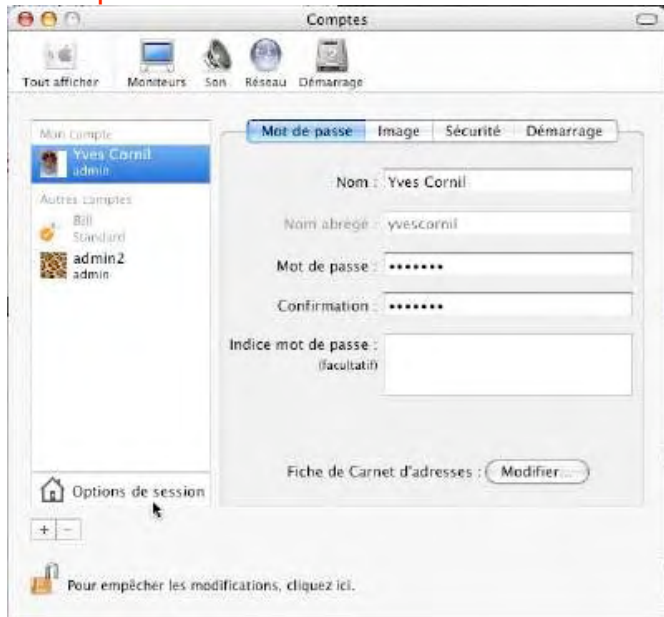 Comptes
Tout afficher Moniteurs Son Réseau Démarrage
Mon compte
Yves Cornil
admin
Autres comptes
Bill
Standard
admin2
admin
Options de session
Mot de passe Image Sécurité Démarrage
Nom : Yves Cornil
Nom abrégé : yvescornil
Mot de passe : •••••••
Confirmation : •••••••
Indice mot de passe :
(facultatif)
Fiche de Carnet d'adresses : Modifier...
+ -
Pour empêcher les modifications, cliquez ici.